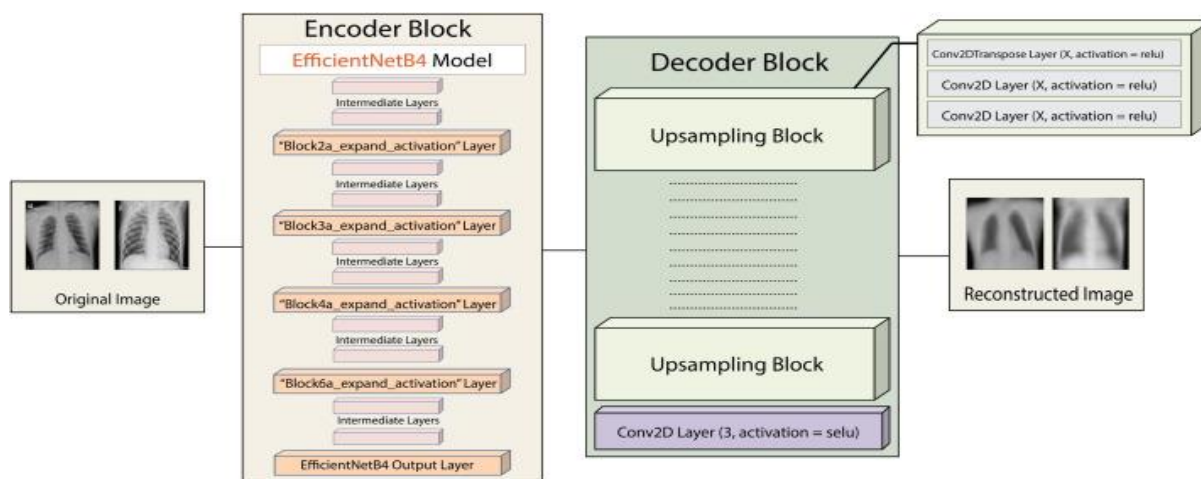 Original Image
Encoder Block
EfficientNetB4 Model
Intermediate Layers
"Block2a_expand_activation" Layer
Intermediate Layers
"Block3a_expand_activation" Layer
Intermediate Layers
"Block4a_expand_activation" Layer
Intermediate Layers
"Block6a_expand_activation" Layer
Intermediate Layers
EfficientNetB4 Output Layer
Decoder Block
Upsampling Block
Upsampling Block
Conv2D Layer (3, activation = selu)
Conv2DTranspose Layer (X, activation = relu)
Conv2D Layer (X, activation = relu)
Conv2D Layer (X, activation = relu)
Reconstructed Image